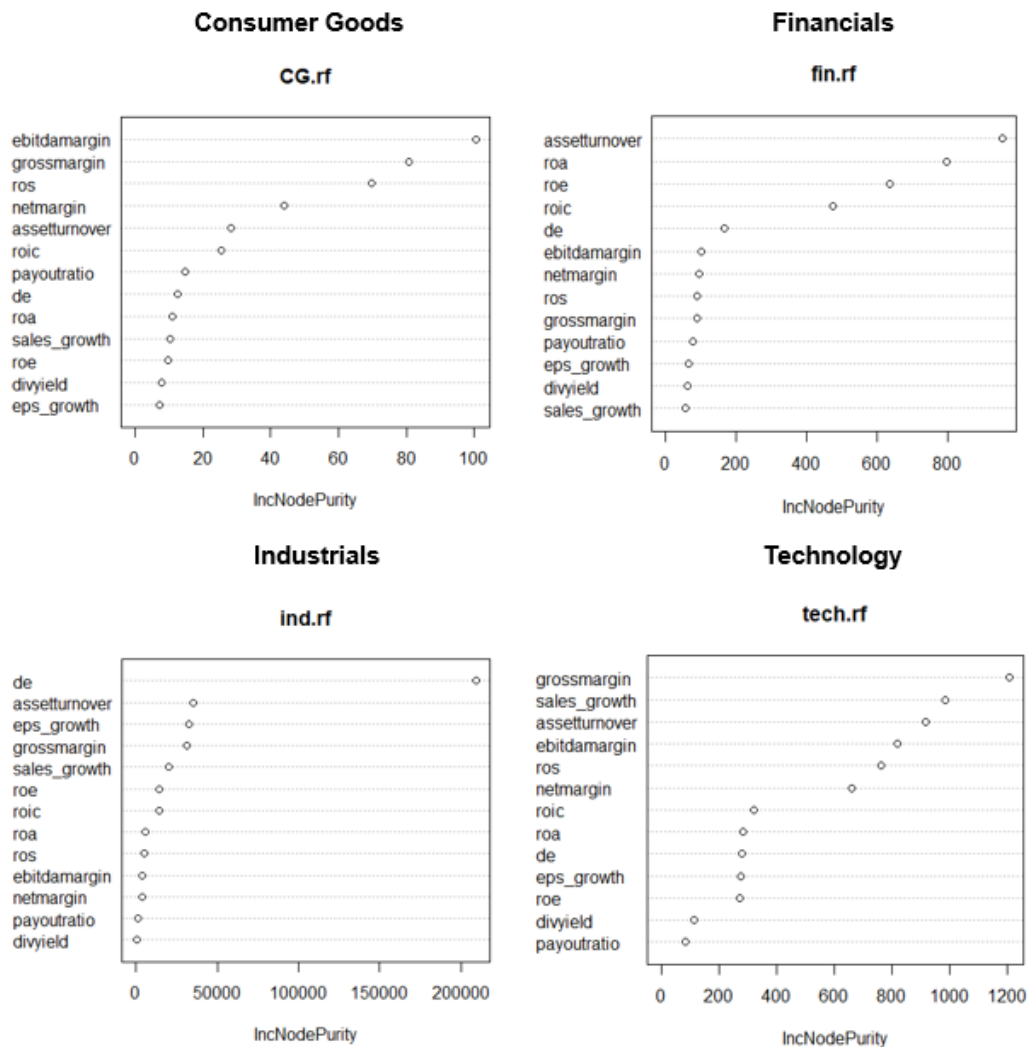 Consumer Goods
CG.rf
ebitdamargin
grossmargin
ros
netmargin
assetturnover
roic
payoutratio
de
roa
sales_growth
roe
divyield
eps_growth
0 20 40 60 80 100
IncNodePurity
Financials
fin.rf
assetturnover
roa
roe
roic
de
ebitdamargin
netmargin
ros
grossmargin
payoutratio
eps_growth
divyield
sales_growth
0 200 400 600 800
IncNodePurity
Industrials
ind.rf
de
assetturnover
eps_growth
grossmargin
sales_growth
roe
roic
roa
ros
ebitdamargin
netmargin
payoutratio
divyield
0 50000 100000 150000 200000
IncNodePurity
Technology
tech.rf
grossmargin
sales_growth
assetturnover
ebitdamargin
ros
netmargin
roic
roa
de
eps_growth
roe
divyield
payoutratio
0 200 400 600 800 1000 1200
IncNodePurity